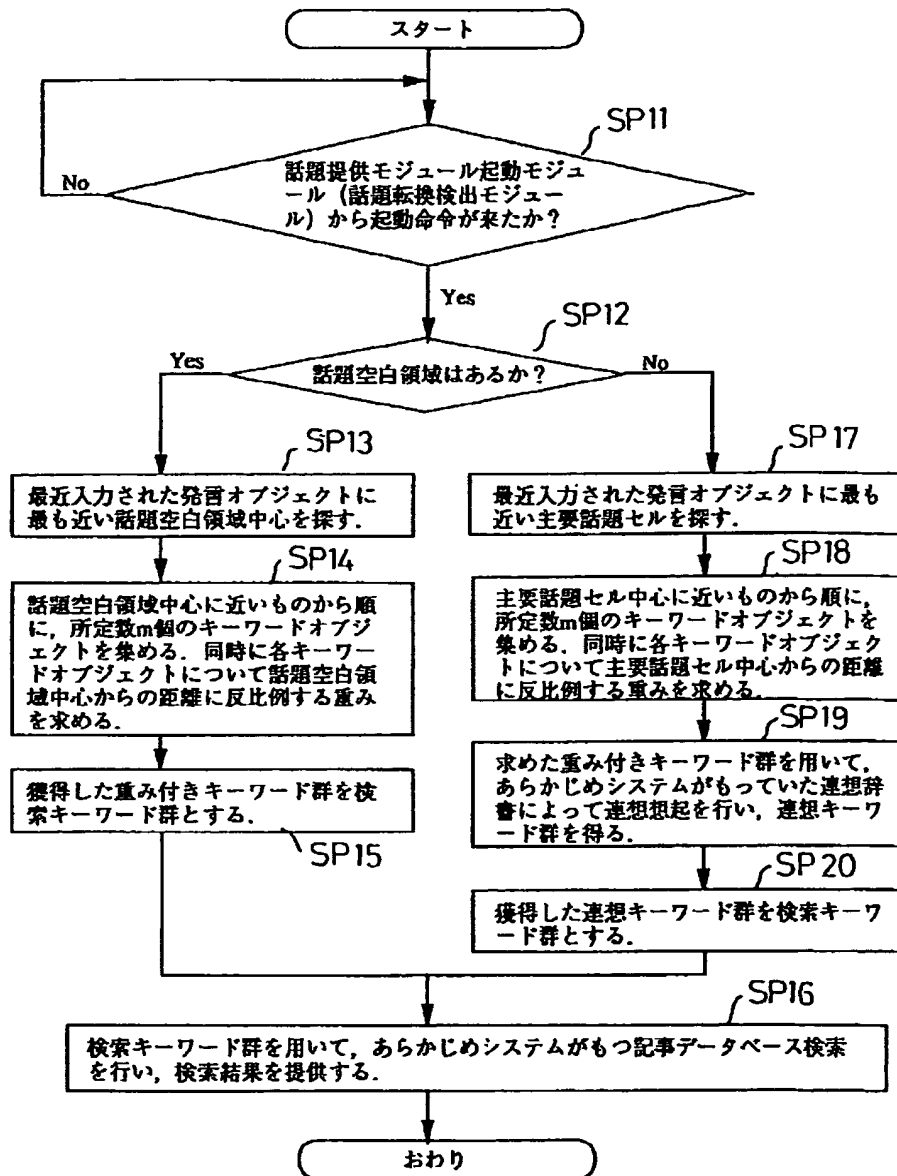 スタート
SP11
話題提供モジュール起動モジュ
ール（話題転換検出モジュー
ル）から起動命令が来たか？
No
Yes
SP12
話題空白領域はあるか？
Yes
No
SP13
最近入力された発言オブジェクトに
最も近い話題空白領域中心を探す．
SP14
話題空白領域中心に近いものから順
に，所定数m個のキーワードオブジ
ェクトを集める．同時に各キーワー
ドオブジェクトについて話題空白領
域中心からの距離に反比例する重み
を求める．
獲得した重み付きキーワード群を検
索キーワード群とする．
SP15
SP17
最近入力された発言オブジェクトに最も
近い主要話題セルを探す．
SP18
主要話題セル中心に近いものから順に，
所定数m個のキーワードオブジェクトを
集める．同時に各キーワードオブジェク
トについて主要話題セル中心からの距離
に反比例する重みを求める．
SP19
求めた重み付きキーワード群を用いて，
あらかじめシステムがもっていた連想辞
書によって連想想起を行い，連想キーワ
ード群を得る．
SP20
獲得した連想キーワード群を検索キーワ
ード群とする．
SP16
検索キーワード群を用いて，あらかじめシステムがもつ記事データベース検索
を行い，検索結果を提供する．
おわり